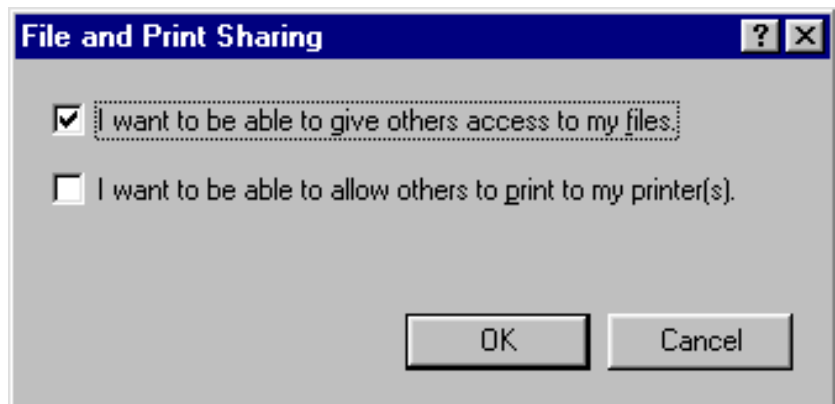 File and Print Sharing
I want to be able to give others access to my files.
I want to be able to allow others to print to my printer(s).
OK Cancel